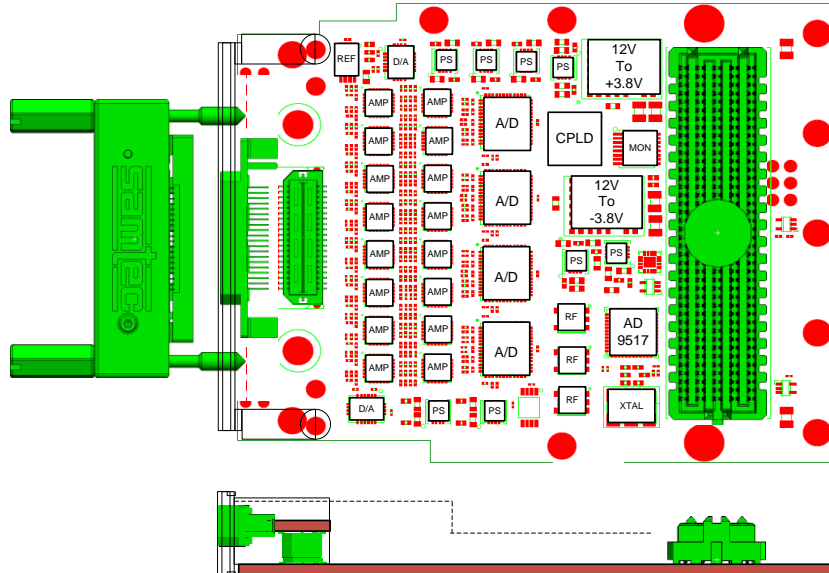 REF
D/A
PS
PS
PS
PS
12V
To
+3.8V
AMP
AMP
A/D
CPLD
MON
AMP
AMP
samtec
AMP
AMP
A/D
12V
To
-3.8V
AMP
AMP
AMP
AMP
A/D
PS
PS
AMP
AMP
RF
AD
9517
AMP
AMP
A/D
RF
AMP
AMP
RF
XTAL
D/A
PS
PS